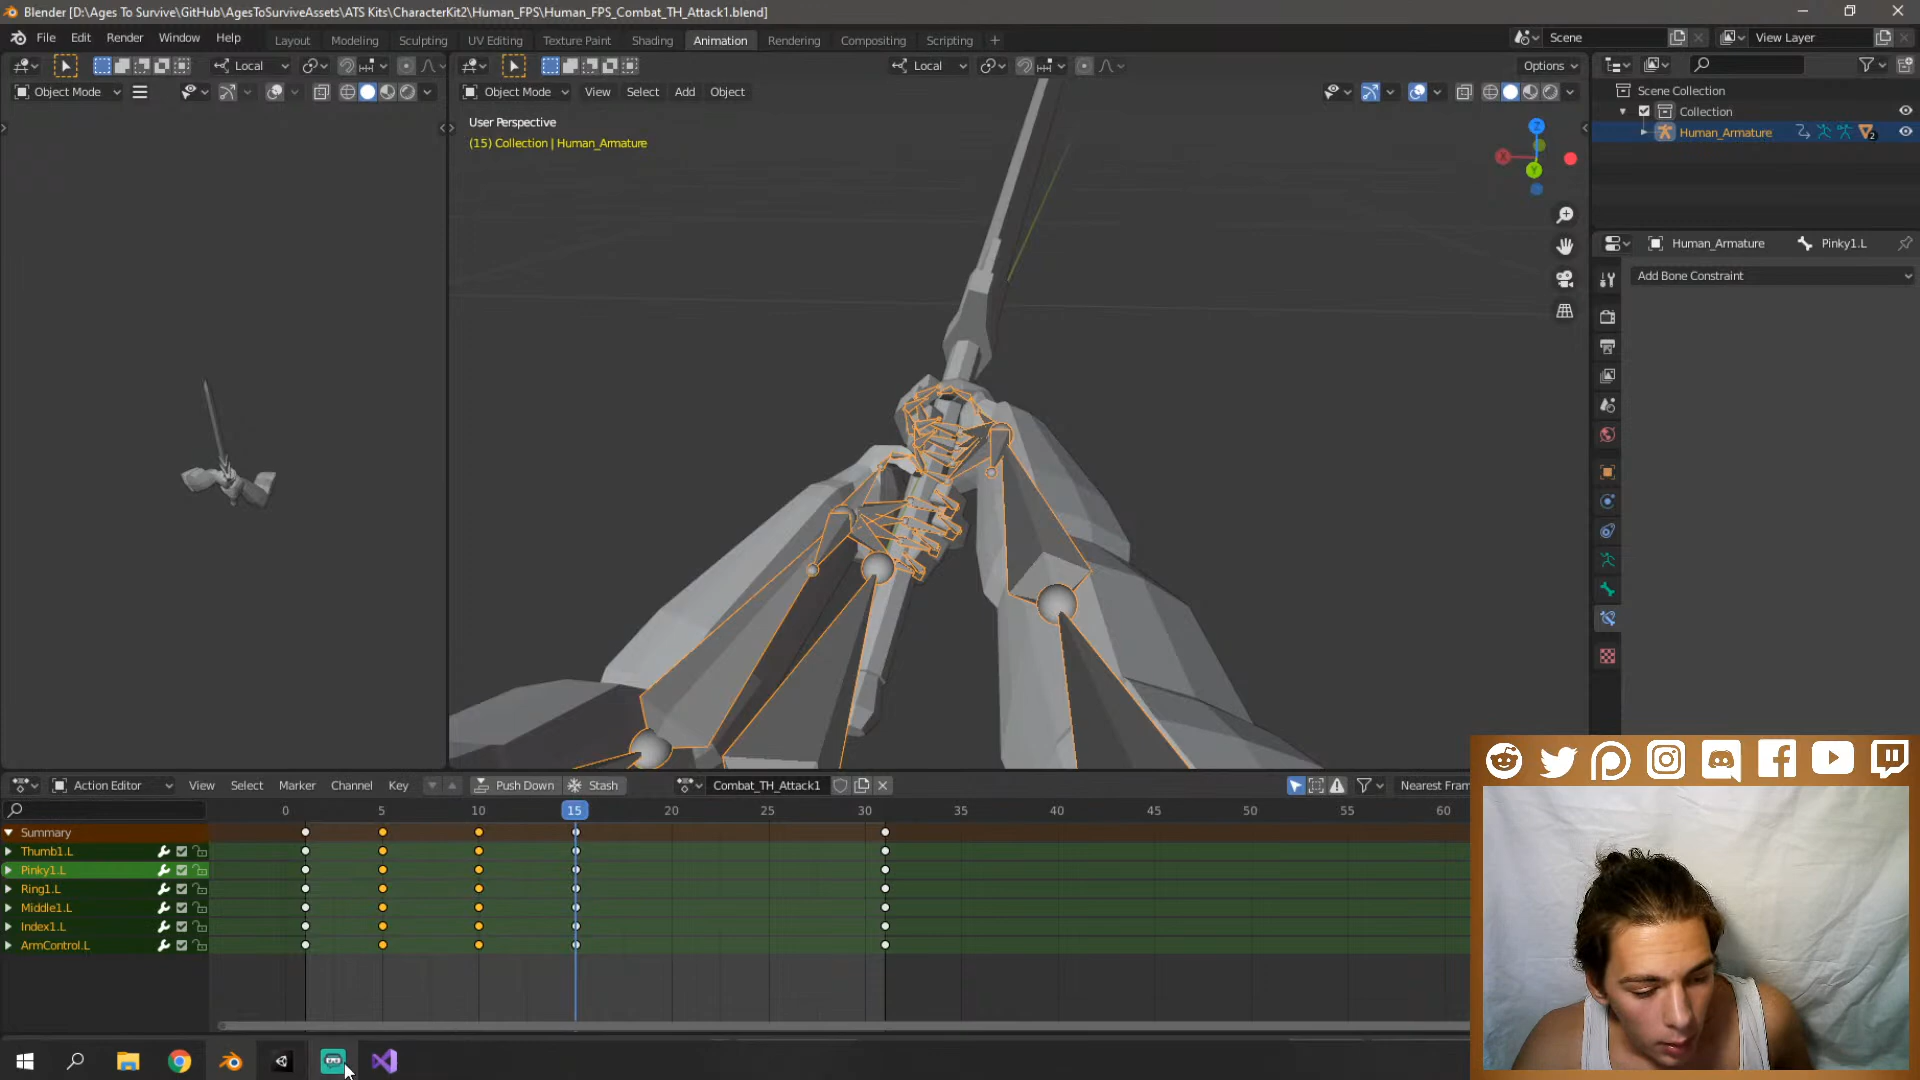 Blender [D:\Ages To Survive\GitHub\AgesToSurviveAssets\ATS Kits\CharacterKit2\Human_FPS\Human_FPS_Combat_TH_Attack1.blend]
File Edit Render Window Help
Layout Modeling Sculpting UV Editing Texture Paint Shading Animation Rendering Compositing Scripting +
Scene
View Layer
Local
Local
Options
Object Mode
Object Mode View Select Add Object
Scene Collection
Collection
Human_Armature
2
User Perspective
(15) Collection | Human_Armature
Z
X
Y
Human_Armature
Pinky1.L
Add Bone Constraint
Action Editor View Select Marker Channel Key Push Down Stash Combat_TH_Attack1 Nearest Fram
0 5 10 15 20 25 30 35 40 45 50 55 60
Summary
Thumb1.L
Pinky1.L
Ring1.L
Middle1.L
Index1.L
ArmControl.L